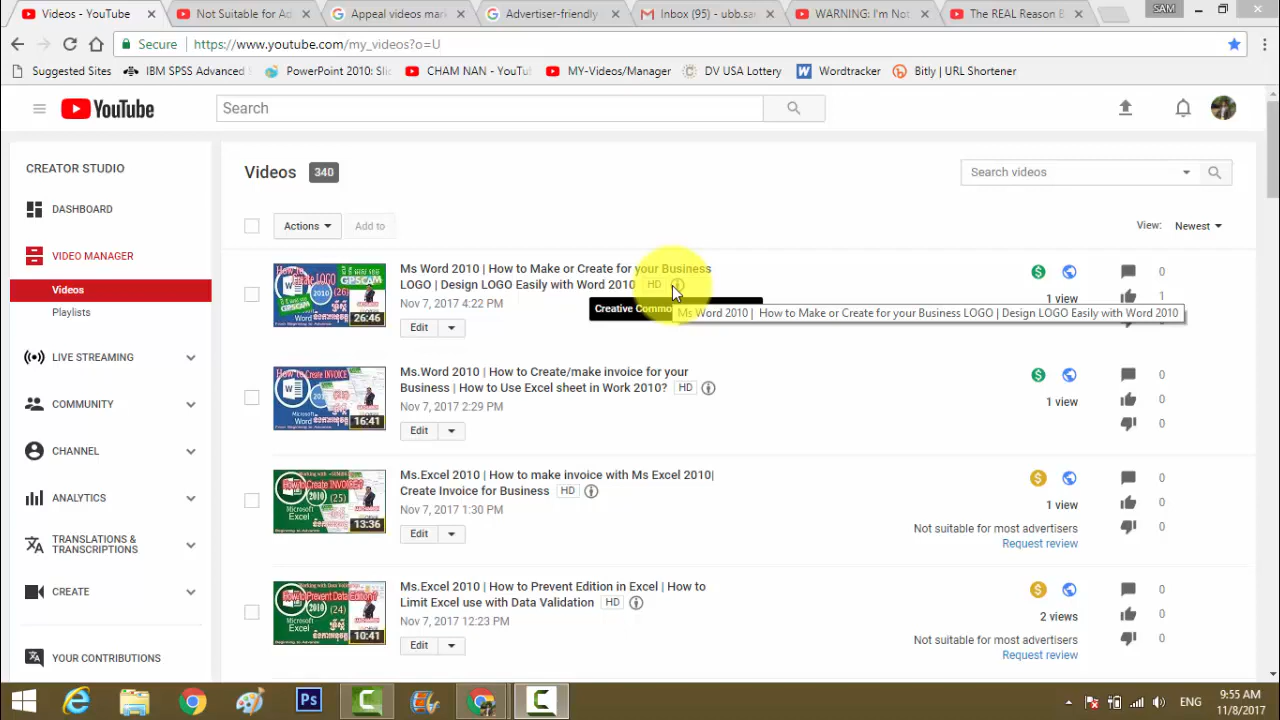 Videos - YouTube
Not Suitable for Ad
Appeal videos mark
Advertiser-friendly
Inbox (95) - ubb.sa
WARNING: I'm Not
The REAL Reason B
SAM
Secure
https://www.youtube.com/my_videos?o=U
Suggested Sites
IBM SPSS Advanced
PowerPoint 2010: Sli
CHAM NAN - YouTu
MY-Videos/Manager
DV USA Lottery
Wordtracker
Bitly | URL Shortener
YouTube
Search
CREATOR STUDIO
DASHBOARD
VIDEO MANAGER
Videos
Playlists
LIVE STREAMING
COMMUNITY
CHANNEL
ANALYTICS
TRANSLATIONS &
TRANSCRIPTIONS
CREATE
YOUR CONTRIBUTIONS
Videos 340
Search videos
Actions
Add to
View: Newest
26:46
Ms Word 2010 | How to Make or Create for your Business
LOGO | Design LOGO Easily with Word 2010 HD
Nov 7, 2017 4:22 PM
Creative Commo
Ms Word 2010 | How to Make or Create for your Business LOGO | Design LOGO Easily with Word 2010
Edit
1 view
0
1
16:41
Ms.Word 2010 | How to Create/make invoice for your
Business | How to Use Excel sheet in Work 2010? HD
Nov 7, 2017 2:29 PM
Edit
1 view
0
0
0
13:36
Ms.Excel 2010 | How to make invoice with Ms Excel 2010|
Create Invoice for Business HD
Nov 7, 2017 1:30 PM
Edit
1 view
Not suitable for most advertisers
Request review
0
0
0
10:41
Ms.Excel 2010 | How to Prevent Edition in Excel | How to
Limit Excel use with Data Validation HD
Nov 7, 2017 12:23 PM
Edit
2 views
Not suitable for most advertisers
Request review
0
0
0
Ps
ENG
9:55 AM
11/8/2017